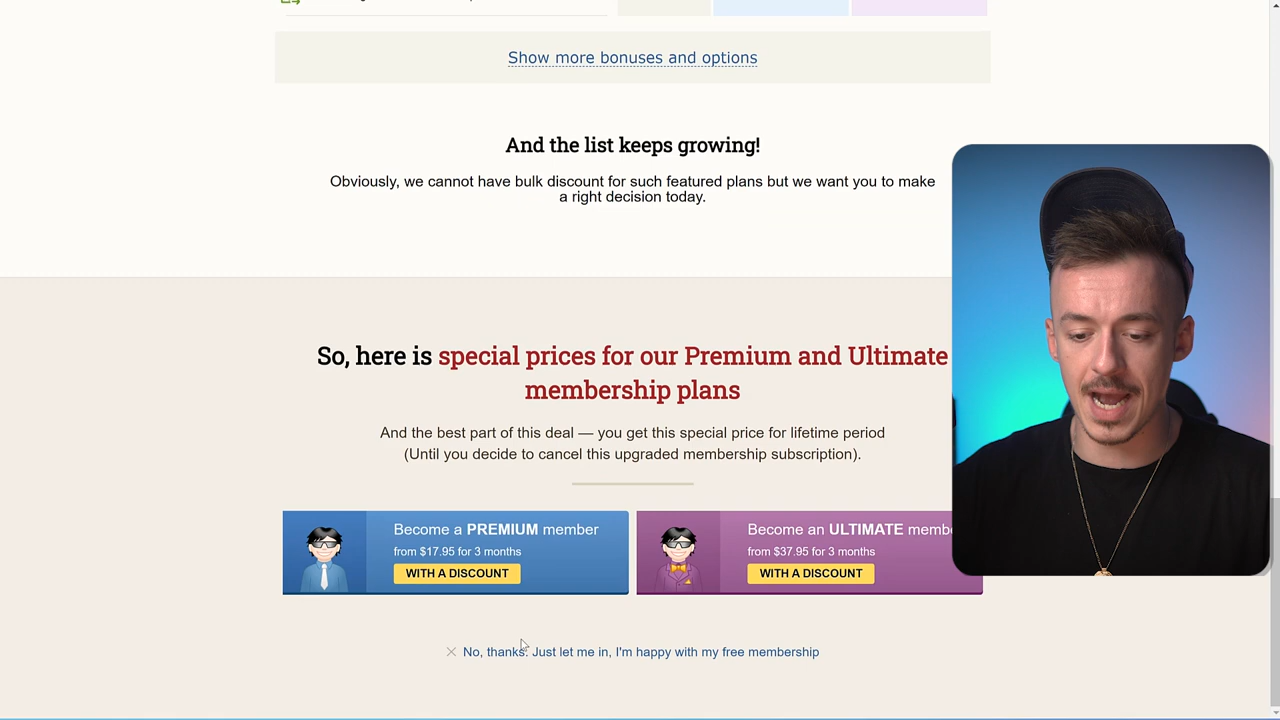 Show more bonuses and options
And the list keeps growing!
Obviously, we cannot have bulk discount for such featured plans but we want you to make
a right decision today.
So, here is special prices for our Premium and Ultimate
membership plans
And the best part of this deal — you get this special price for lifetime period
(Until you decide to cancel this upgraded membership subscription).
Become a PREMIUM member
from $17.95 for 3 months
WITH A DISCOUNT
Become an ULTIMATE memb
from $37.95 for 3 months
WITH A DISCOUNT
No, thanks. Just let me in, I'm happy with my free membership